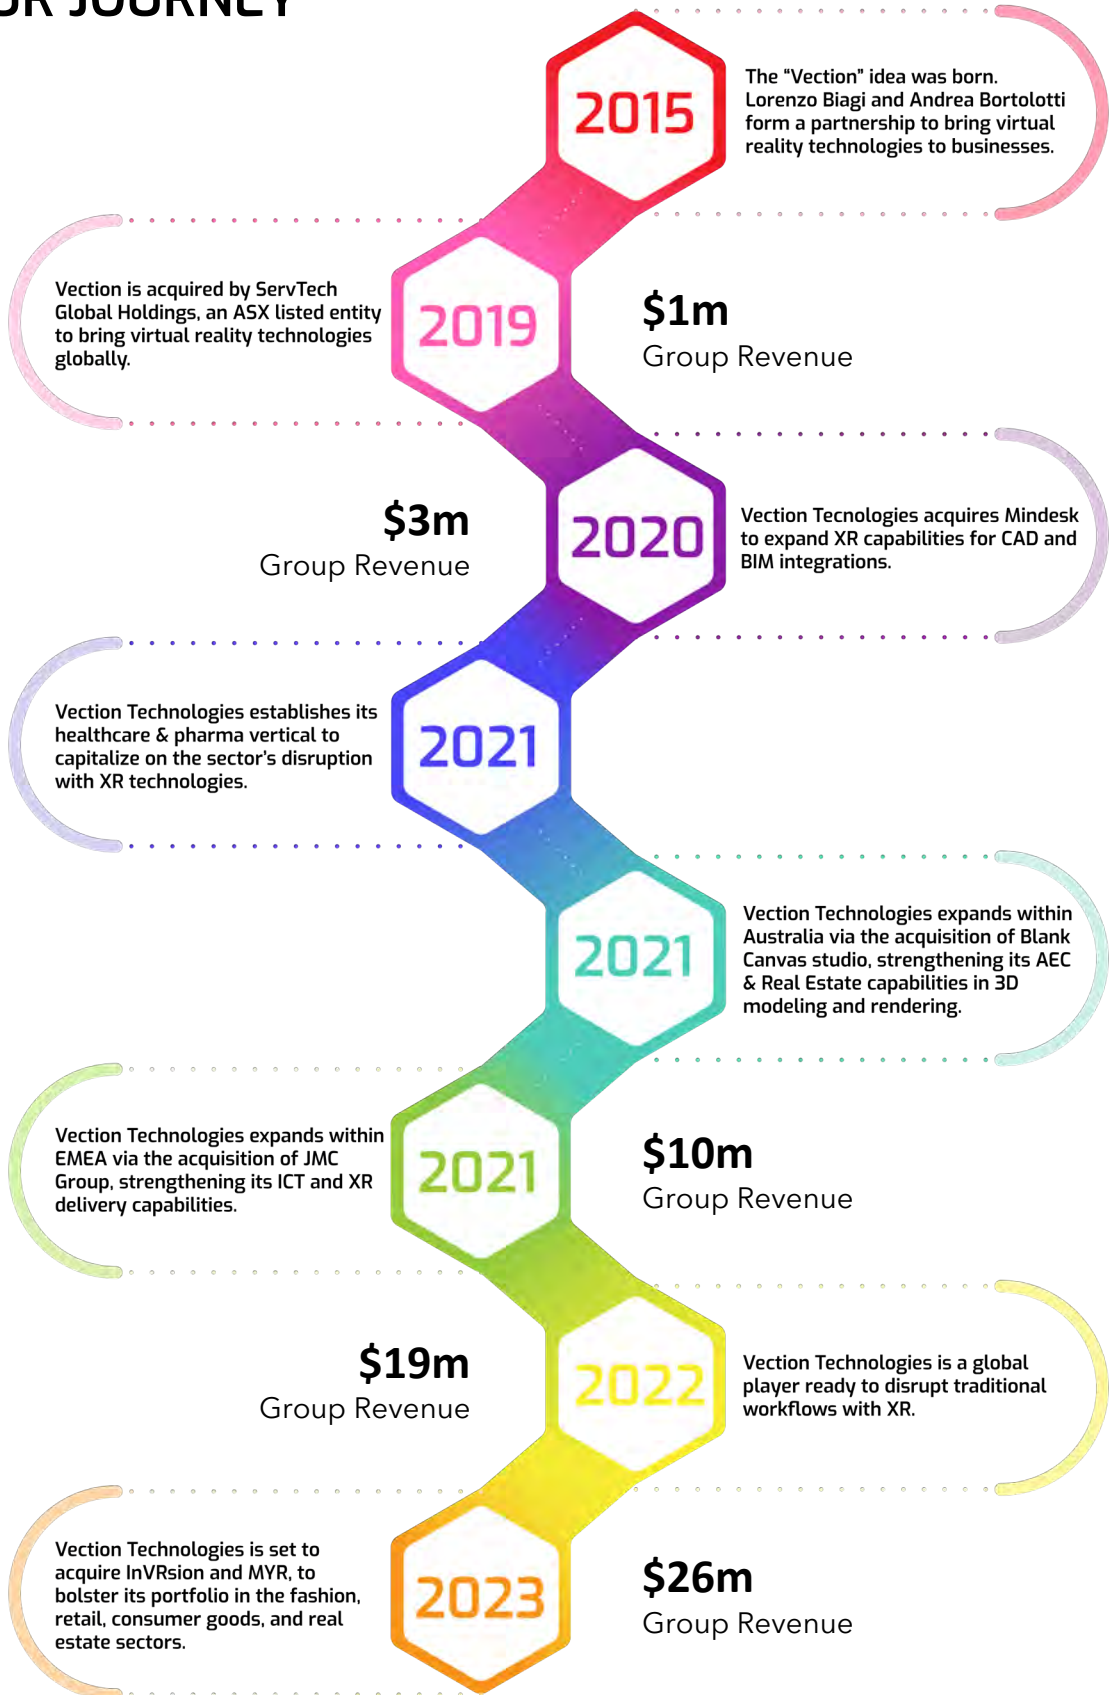 OUR JOURNEY
2015
The “Vection” idea was born.
Lorenzo Biagi and Andrea Bortolotti
form a partnership to bring virtual
reality technologies to businesses.
Vection is acquired by ServTech
Global Holdings, an ASX listed entity
to bring virtual reality technologies
globally.
2019
$1m
Group Revenue
$3m
Group Revenue
2020
Vection Tecnologies acquires Mindesk
to expand XR capabilities for CAD and
BIM integrations.
Vection Technologies establishes its
healthcare & pharma vertical to
capitalize on the sector’s disruption
with XR technologies.
2021
2021
Vection Technologies expands within
Australia via the acquisition of Blank
Canvas studio, strengthening its AEC
& Real Estate capabilities in 3D
modeling and rendering.
Vection Technologies expands within
EMEA via the acquisition of JMC
Group, strengthening its ICT and XR
delivery capabilities.
2021
$10m
Group Revenue
$19m
Group Revenue
2022
Vection Technologies is a global
player ready to disrupt traditional
workflows with XR.
Vection Technologies is set to
acquire InVRsion and MYR, to
bolster its portfolio in the fashion,
retail, consumer goods, and real
estate sectors.
2023
$26m
Group Revenue